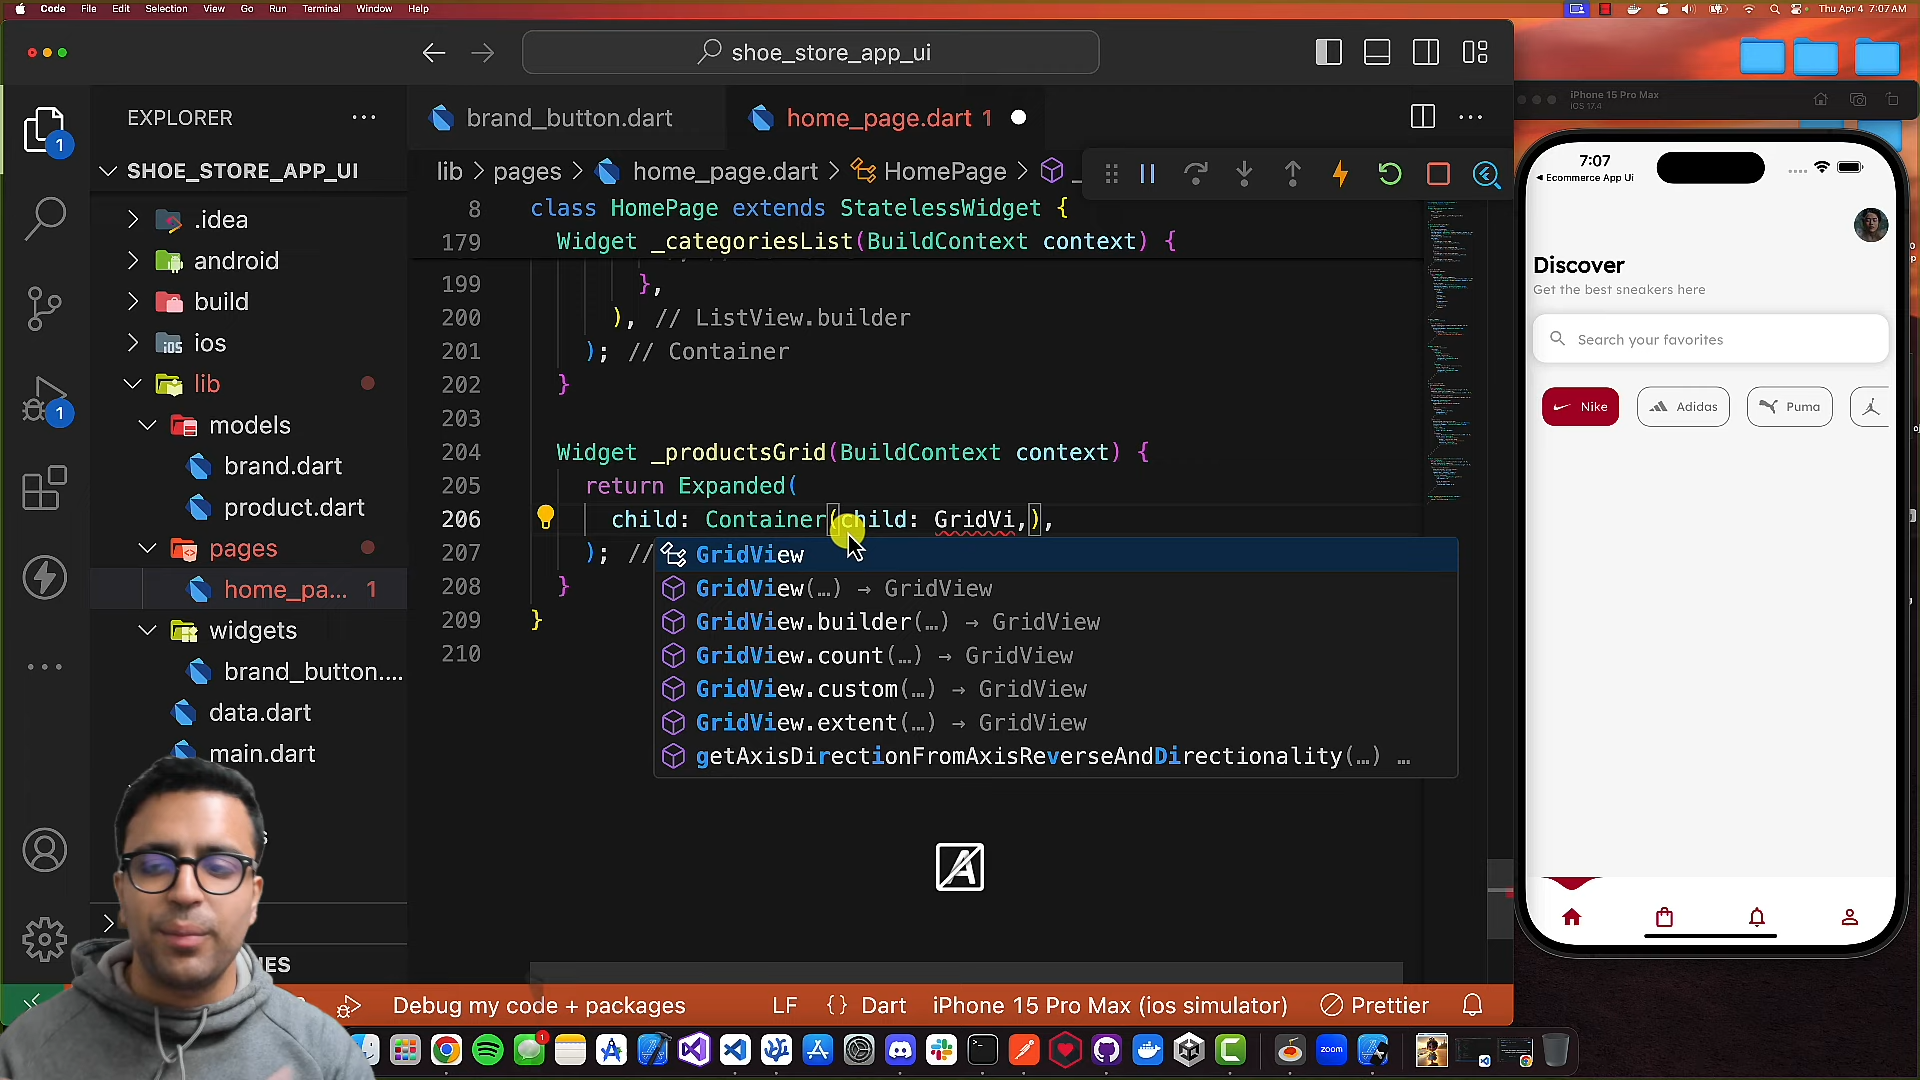 Code File Edit Selection View Go Run Terminal Window Help
Thu Apr 4 7:07 AM
shoe_store_app_ui
EXPLORER
SHOE_STORE_APP_UI
.idea
android
build
ios
lib
models
brand.dart
product.dart
pages
home_pa... 1
widgets
brand_button....
data.dart
main.dart
1
1
brand_button.dart
home_page.dart 1
lib > pages > home_page.dart > HomePage >
8 class HomePage extends StatelessWidget {
179 Widget _categoriesList(BuildContext context) {
199 },
200 ), // ListView.builder
201 ); // Container
202 }
203
204 Widget _productsGrid(BuildContext context) {
205 return Expanded(
206 child: Container(child: GridVi,),
207 ); //
208 }
209 }
210
GridView
GridView(…) → GridView
GridView.builder(…) → GridView
GridView.count(…) → GridView
GridView.custom(…) → GridView
GridView.extent(…) → GridView
getAxisDirectionFromAxisReverseAndDirectionality(…) …
Debug my code + packages
LF
{ } Dart
iPhone 15 Pro Max (ios simulator)
Prettier
iPhone 15 Pro Max
iOS 17.4
7:07
Ecommerce App Ui
Discover
Get the best sneakers here
Search your favorites
Nike
Adidas
Puma
zoom